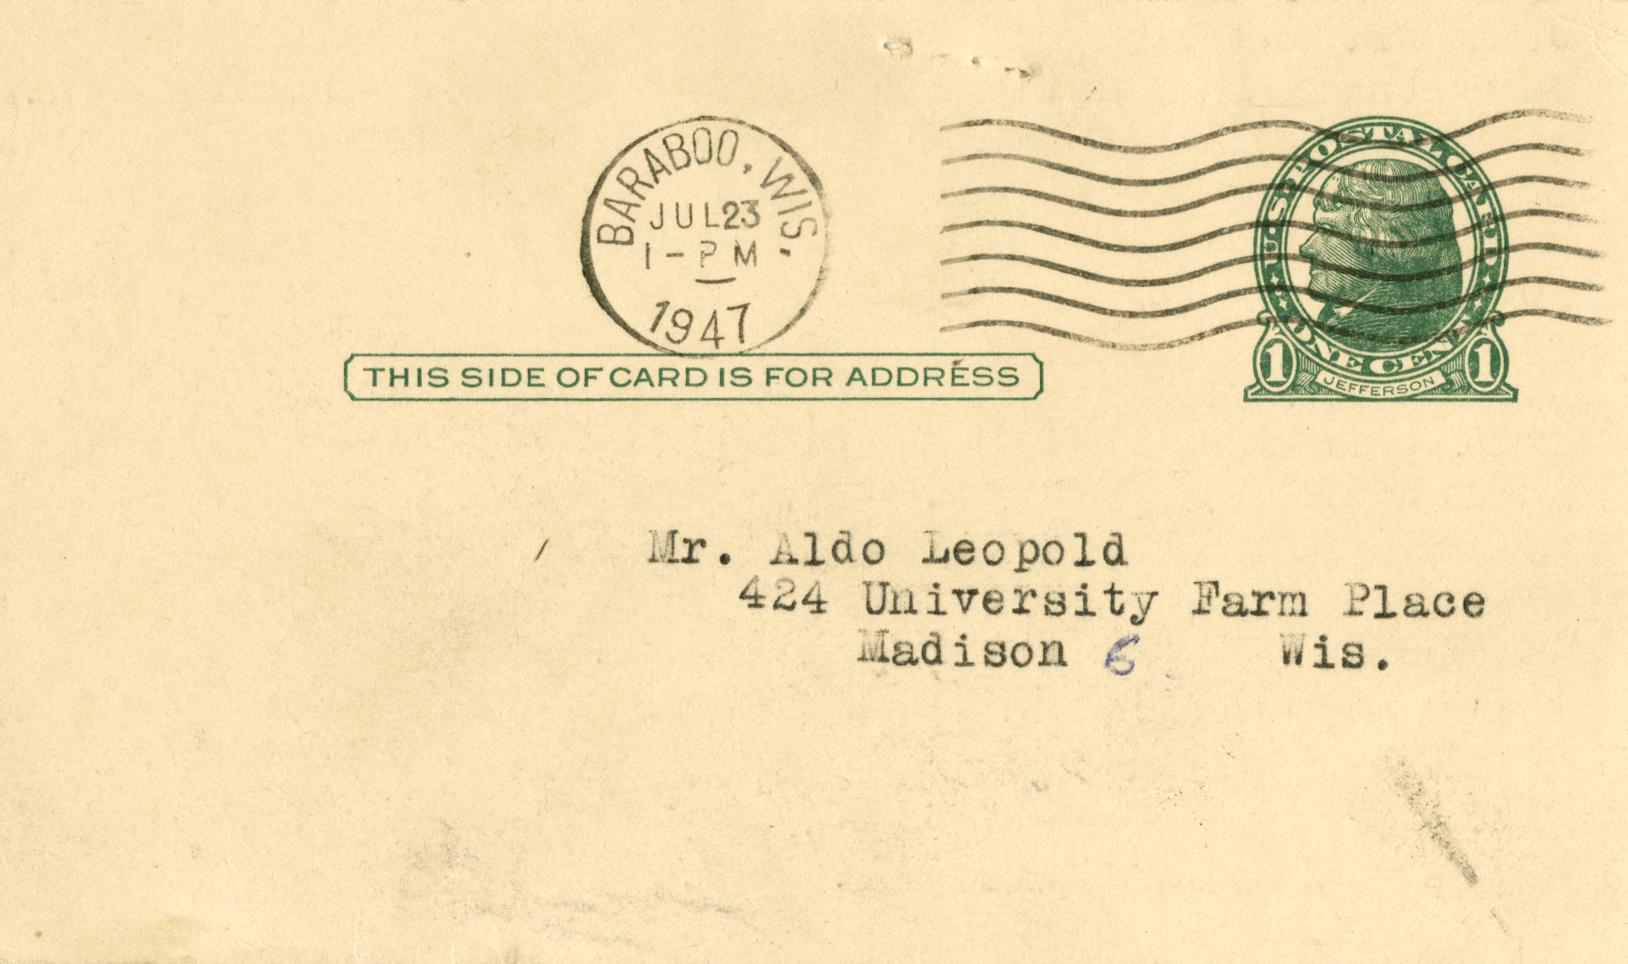 BARABOO, WIS.
JUL 23
1-PM
1947
U.S. POSTAL CARD
ONE CENT
1 JEFFERSON 1
THIS SIDE OF CARD IS FOR ADDRESS
Mr. Aldo Leopold
424 University Farm Place
Madison 6 Wis.